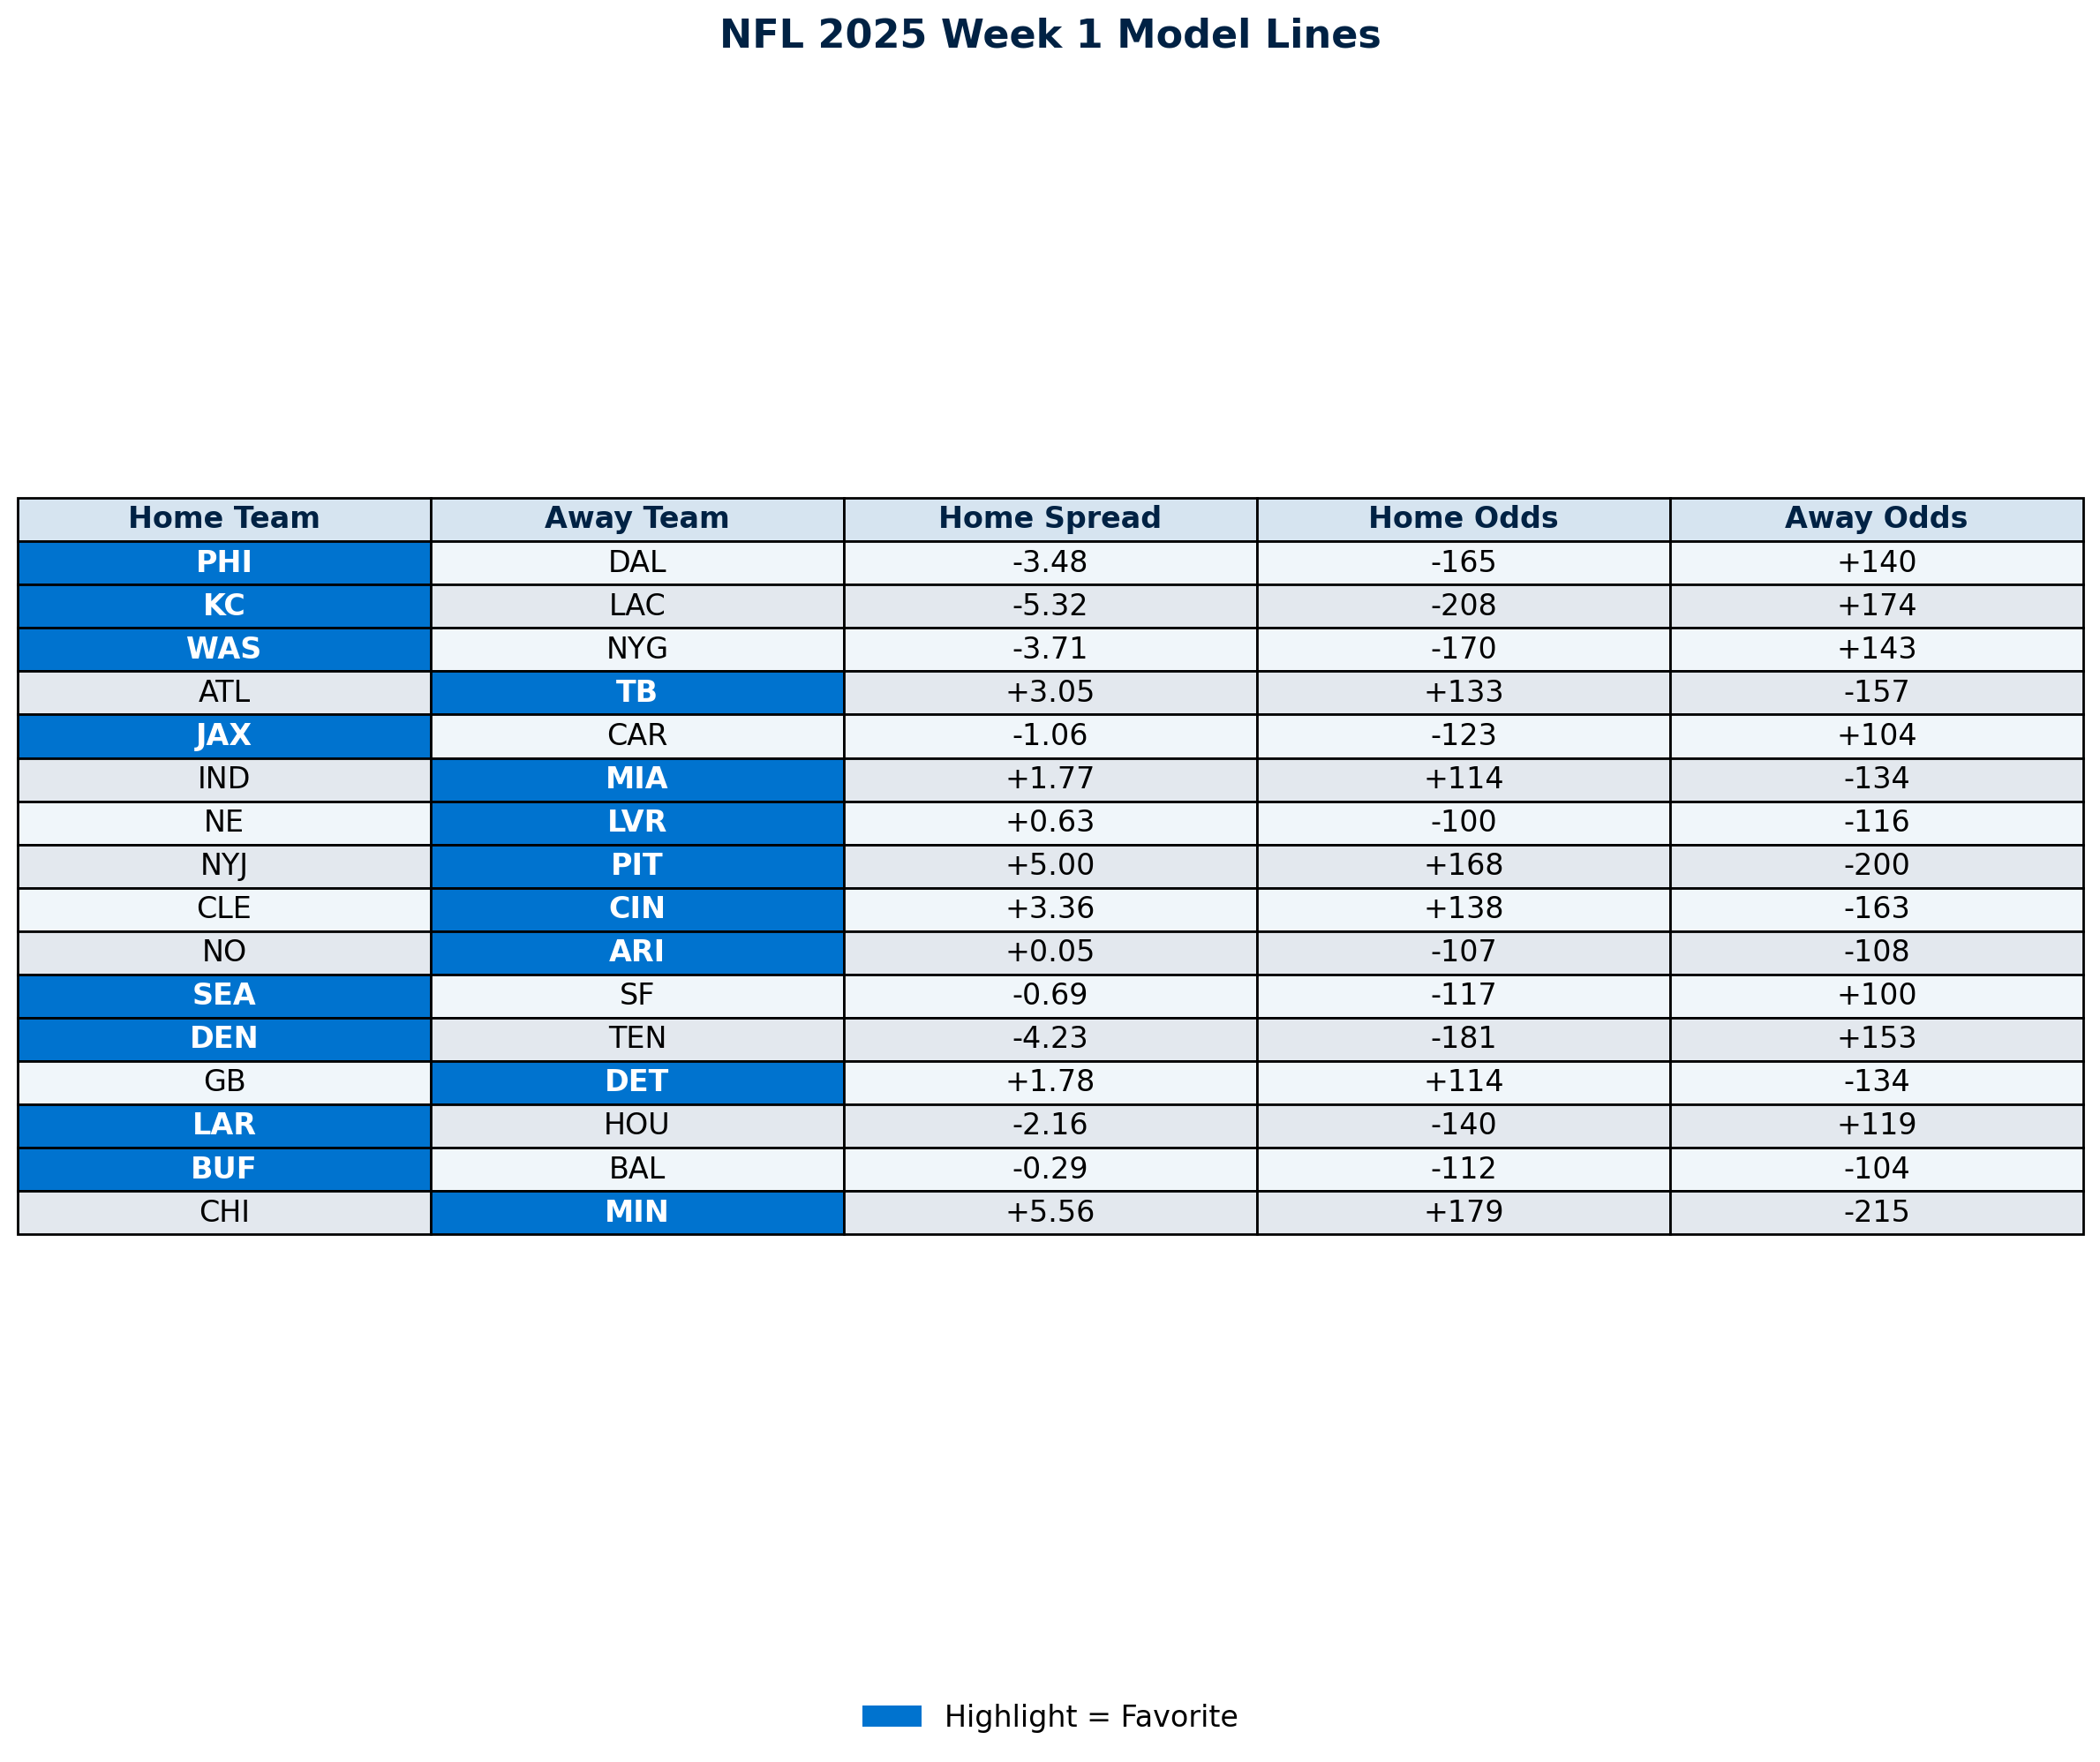 NFL 2025 Week 1 Model Lines
Home Team Away Team Home Spread Home Odds Away Odds
PHI DAL -3.48 -165 +140
KC LAC -5.32 -208 +174
WAS NYG -3.71 -170 +143
ATL TB +3.05 +133 -157
JAX CAR -1.06 -123 +104
IND MIA +1.77 +114 -134
NE LVR +0.63 -100 -116
NYJ PIT +5.00 +168 -200
CLE CIN +3.36 +138 -163
NO ARI +0.05 -107 -108
SEA SF -0.69 -117 +100
DEN TEN -4.23 -181 +153
GB DET +1.78 +114 -134
LAR HOU -2.16 -140 +119
BUF BAL -0.29 -112 -104
CHI MIN +5.56 +179 -215
Highlight = Favorite